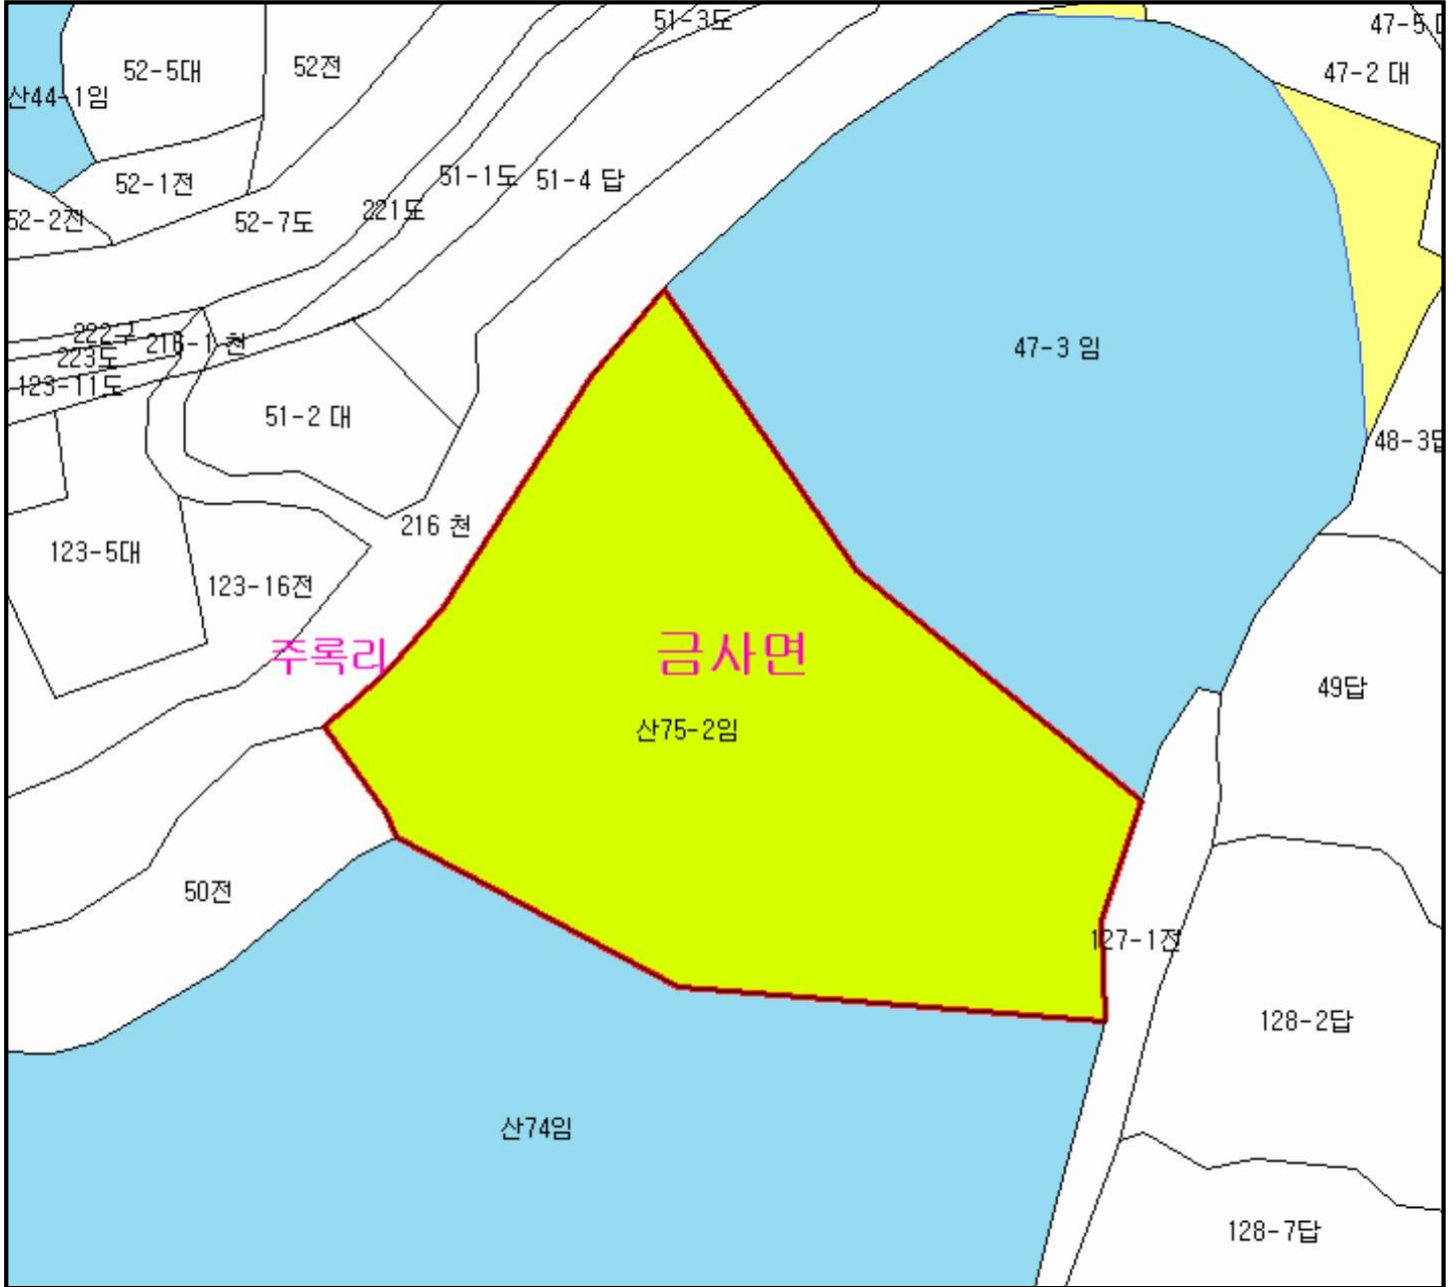 51-3도
47-5
52-5대
52전
47-2 대
산44-1임
52-1전
51-1도
51-4 답
52-2전
52-7도
221도
222구
223도
216-1 천
123-11도
47-3 임
51-2 대
48-3답
216 천
123-5대
123-16전
주록리
금사면
49답
산75-2임
50전
127-1전
128-2답
산74임
128-7답